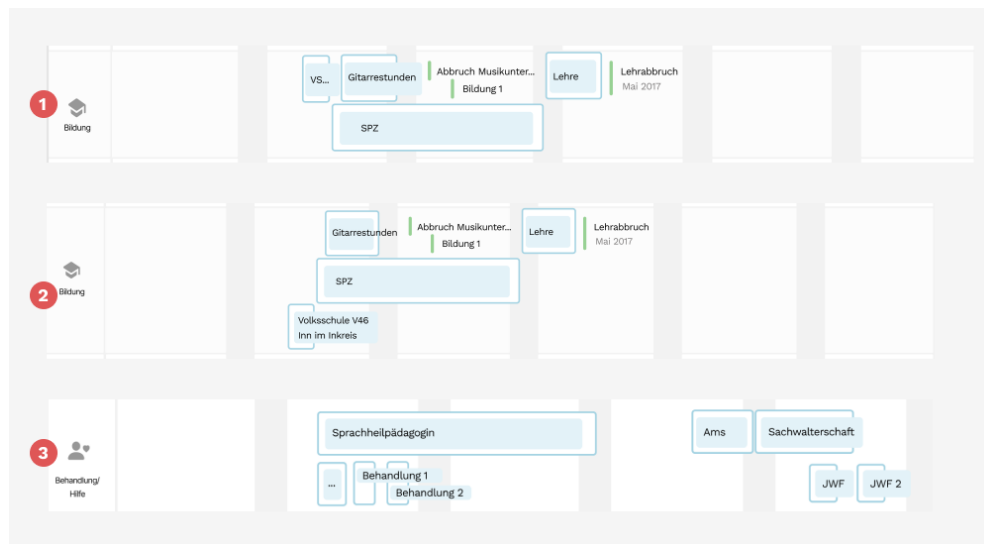 VS...
Gitarrestunden
Abbruch Musikunter...
Bildung 1
Lehre
Lehrabbruch
Mai 2017
1
Bildung
SPZ
Gitarrestunden
Abbruch Musikunter...
Bildung 1
Lehre
Lehrabbruch
Mai 2017
2
Bildung
SPZ
Volksschule V46
Inn im Inkreis
3
Behandlung/
Hilfe
Sprachheilpädagogin
Ams
Sachwalterschaft
...
Behandlung 1
Behandlung 2
JWF
JWF 2